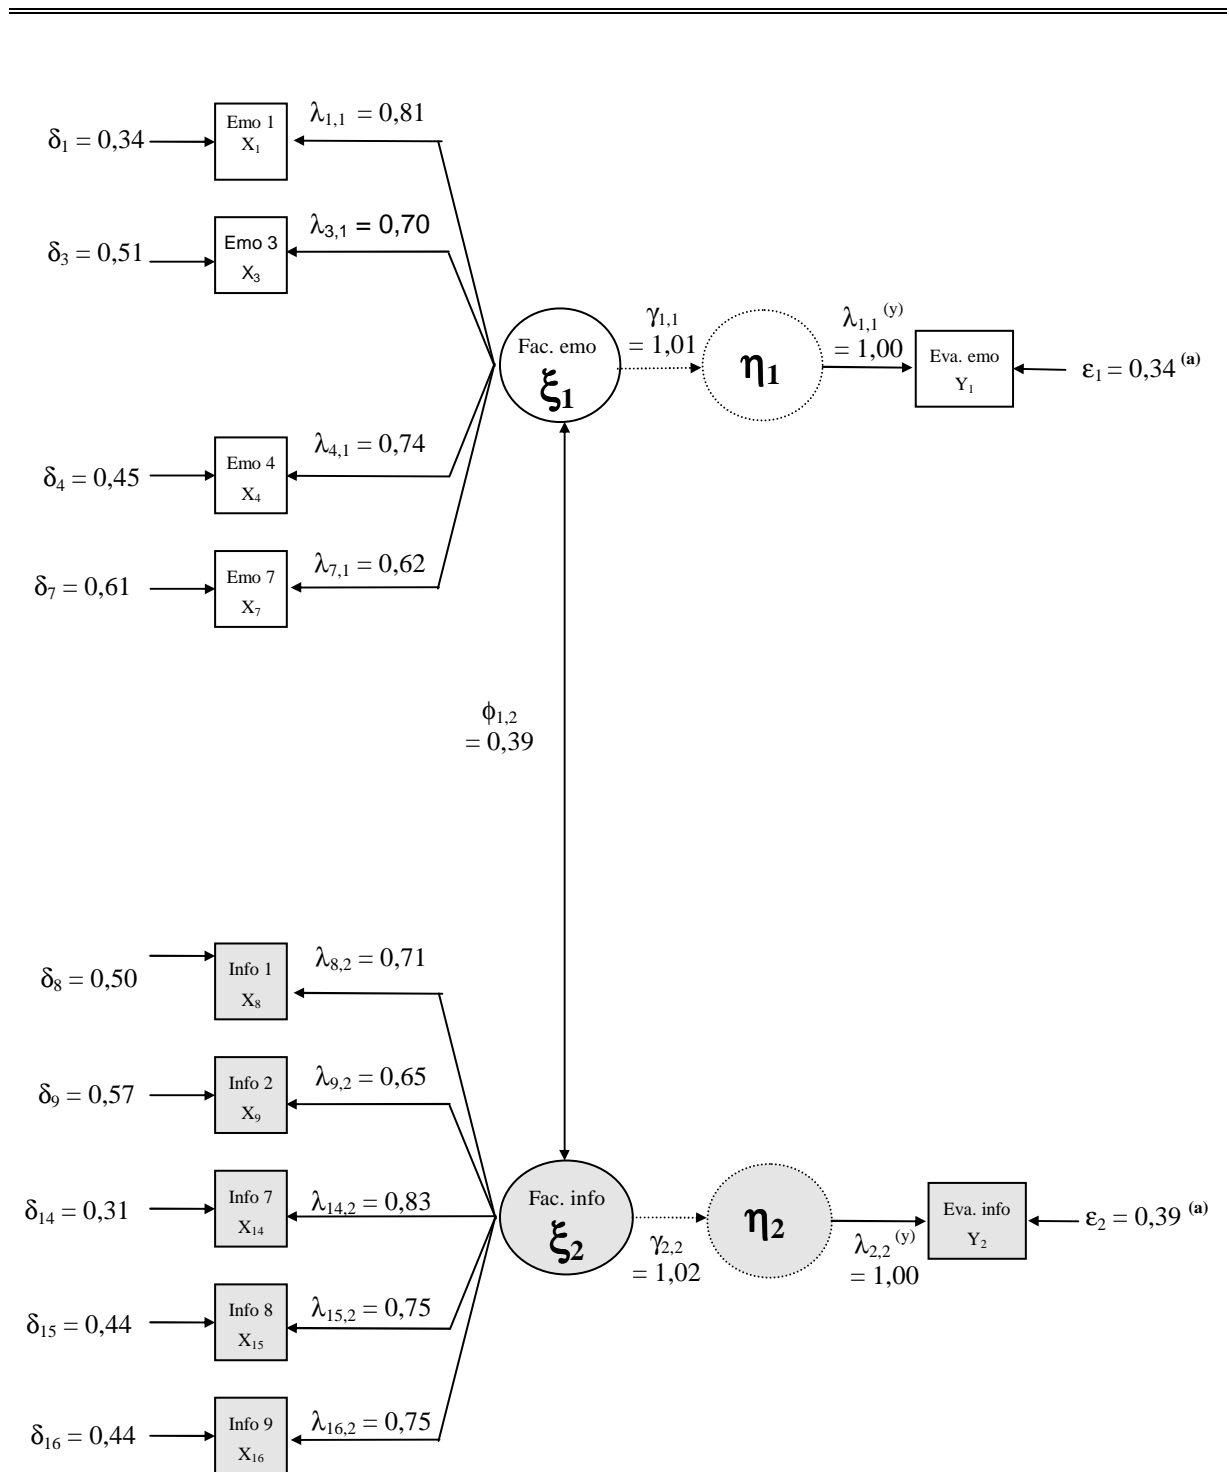 δ₁ = 0,34
Emo 1
X₁
λ₁,₁ = 0,81
δ₃ = 0,51
Emo 3
X₃
λ₃,₁ = 0,70
Fac. emo
ξ₁
γ₁,₁
= 1,01
η₁
λ₁,₁ ⁽ʸ⁾
= 1,00
Eva. emo
Y₁
ε₁ = 0,34 (a)
δ₄ = 0,45
Emo 4
X₄
λ₄,₁ = 0,74
δ₇ = 0,61
Emo 7
X₇
λ₇,₁ = 0,62
ϕ₁,₂
= 0,39
δ₈ = 0,50
Info 1
X₈
λ₈,₂ = 0,71
δ₉ = 0,57
Info 2
X₉
λ₉,₂ = 0,65
δ₁₄ = 0,31
Info 7
X₁₄
λ₁₄,₂ = 0,83
Fac. info
ξ₂
γ₂,₂
= 1,02
η₂
λ₂,₂ ⁽ʸ⁾
= 1,00
Eva. info
Y₂
ε₂ = 0,39 (a)
δ₁₅ = 0,44
Info 8
X₁₅
λ₁₅,₂ = 0,75
δ₁₆ = 0,44
Info 9
X₁₆
λ₁₆,₂ = 0,75